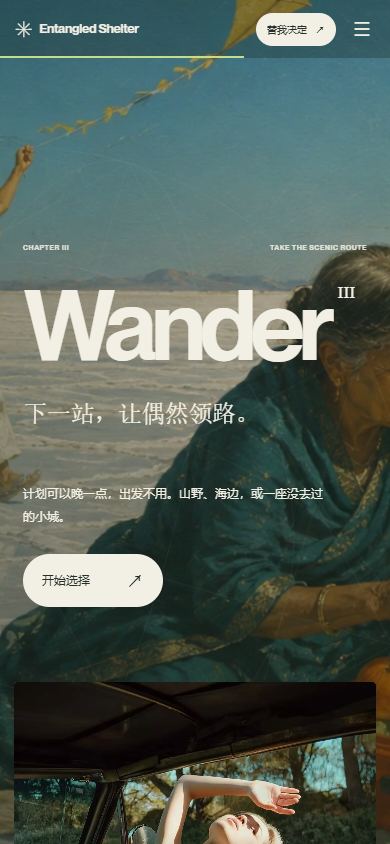 Entangled Shelter
替我决定 ↗
CHAPTER III
TAKE THE SCENIC ROUTE
Wander III
下一站，让偶然领路。
计划可以晚一点，出发不用。山野、海边，或一座没去过
的小城。
开始选择 ↗